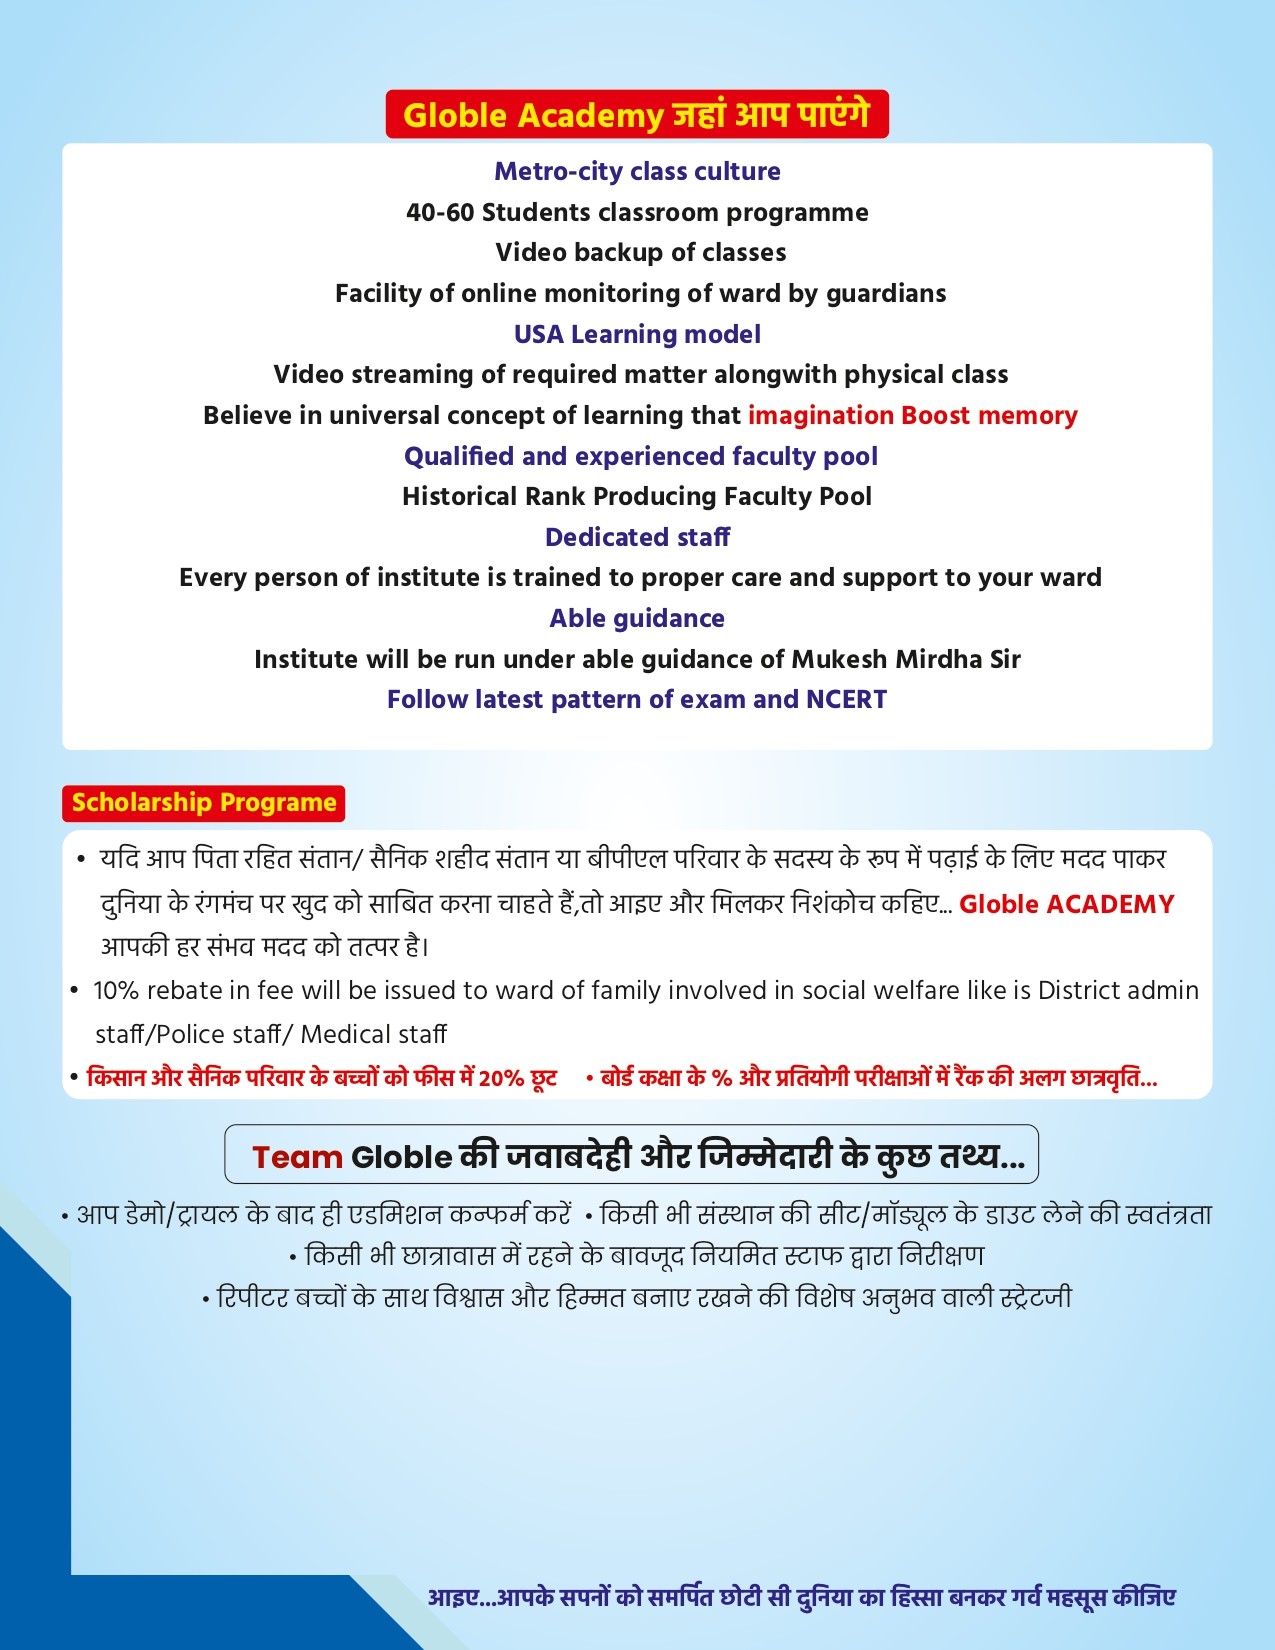 Globle Academy जहां आप पाएंगे
Metro-city class culture
40-60 Students classroom programme
Video backup of classes
Facility of online monitoring of ward by guardians
USA Learning model
Video streaming of required matter alongwith physical class
Believe in universal concept of learning that imagination Boost memory
Qualified and experienced faculty pool
Historical Rank Producing Faculty Pool
Dedicated staff
Every person of institute is trained to proper care and support to your ward
Able guidance
Institute will be run under able guidance of Mukesh Mirdha Sir
Follow latest pattern of exam and NCERT
Scholarship Programe
• यदि आप पिता रहित संतान/ सैनिक शहीद संतान या बीपीएल परिवार के सदस्य के रूप में पढ़ाई के लिए मदद पाकर
दुनिया के रंगमंच पर खुद को साबित करना चाहते हैं,तो आइए और मिलकर निशंकोच कहिए... Globle ACADEMY
आपकी हर संभव मदद को तत्पर है।
• 10% rebate in fee will be issued to ward of family involved in social welfare like is District admin
staff/Police staff/ Medical staff
• किसान और सैनिक परिवार के बच्चों को फीस में 20% छूट • बोर्ड कक्षा के % और प्रतियोगी परीक्षाओं में रैंक की अलग छात्रवृति...
Team Globle की जवाबदेही और जिम्मेदारी के कुछ तथ्य...
• आप डेमो/ट्रायल के बाद ही एडमिशन कन्फर्म करें • किसी भी संस्थान की सीट/मॉड्यूल के डाउट लेने की स्वतंत्रता
• किसी भी छात्रावास में रहने के बावजूद नियमित स्टाफ द्वारा निरीक्षण
• रिपीटर बच्चों के साथ विश्वास और हिम्मत बनाए रखने की विशेष अनुभव वाली स्ट्रेटजी
आइए...आपके सपनों को समर्पित छोटी सी दुनिया का हिस्सा बनकर गर्व महसूस कीजिए